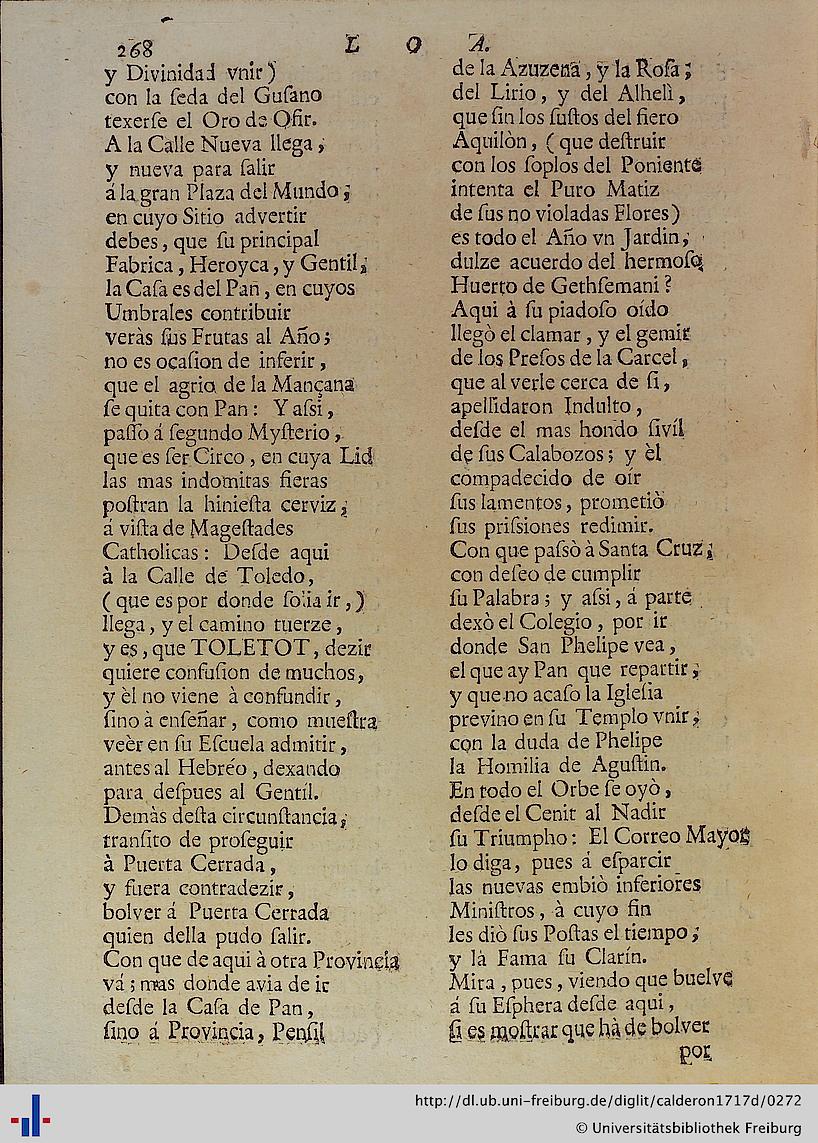 268
L O A.
y Divinidad vnir)
con la ſeda del Guſano
texerſe el Oro de Ofir.
A la Calle Nueva llega,
y nueva para ſalir
á la gran Plaza del Mundo;
en cuyo Sitio advertir
debes, que ſu principal
Fabrica, Heroyca, y Gentil,
la Caſa es del Pan, en cuyos
Umbrales contribuir
veràs ſus Frutas al Año;
no es ocaſion de inferir,
que el agrio de la Mançana
ſe quita con Pan: Y aſsi,
paſſo á ſegundo Myſterio,
que es ſer Circo, en cuya Lid
las mas indomitas fieras
poſtran la hinieſta cerviz,
á viſta de Mageſtades
Catholicas: Deſde aqui
à la Calle de Toledo,
(que es por donde ſolia ir,)
llega, y el camino tuerze,
y es, que TOLETOT, dezir
quiere confuſion de muchos,
y èl no viene à confundir,
ſino à enſeñar, como mueſtra
veèr en ſu Eſcuela admitir,
antes al Hebréo, dexando
para deſpues al Gentíl.
Demàs deſta circunſtancia,
tranſito de proſeguir
à Puerta Cerrada,
y fuera contradezir,
bolver á Puerta Cerrada
quien della pudo ſalir.
Con que de aqui à otra Provincia
vá; mas donde avia de ir
deſde la Caſa de Pan,
ſino á Provincia, Penſil
de la Azuzena, y la Roſa;
del Lirio, y del Alhelì,
que ſin los ſuſtos del fiero
Aquilòn, (que deſtruir
con los ſoplos del Poniente
intenta el Puro Matiz
de ſus no violadas Flores)
es todo el Año vn Jardin,
dulze acuerdo del hermoſo
Huerto de Gethſemani?
Aqui à ſu piadoſo oído
llegò el clamar, y el gemir
de los Preſos de la Carcel,
que al verle cerca de ſi,
apellidaron Indulto,
deſde el mas hondo ſivíl
de ſus Calabozos; y èl
compadecido de oír
ſus lamentos, prometiò
ſus priſsiones redimir.
Con que paſsò à Santa Cruz;
con deſeo de cumplir
ſu Palabra; y aſsi, á parte
dexò el Colegio, por ir
donde San Phelipe vea,
el que ay Pan que repartir;
y que no acaſo la Igleſia
previno en ſu Templo vnir,
con la duda de Phelipe
la Homilia de Aguſtin.
En todo el Orbe ſe oyò,
deſde el Cenit al Nadir
ſu Triumpho: El Correo Mayor
lo diga, pues á eſparcir
las nuevas embiò inferiores
Miniſtros, à cuyo fin
les diò ſus Poſtas el tiempo;
y la Fama ſu Clarín.
Mira, pues, viendo que buelve
á ſu Eſphera deſde aqui,
ſi es moſtrar que hà de bolver
por
http://dl.ub.uni-freiburg.de/diglit/calderon1717d/0272
© Universitätsbibliothek Freiburg